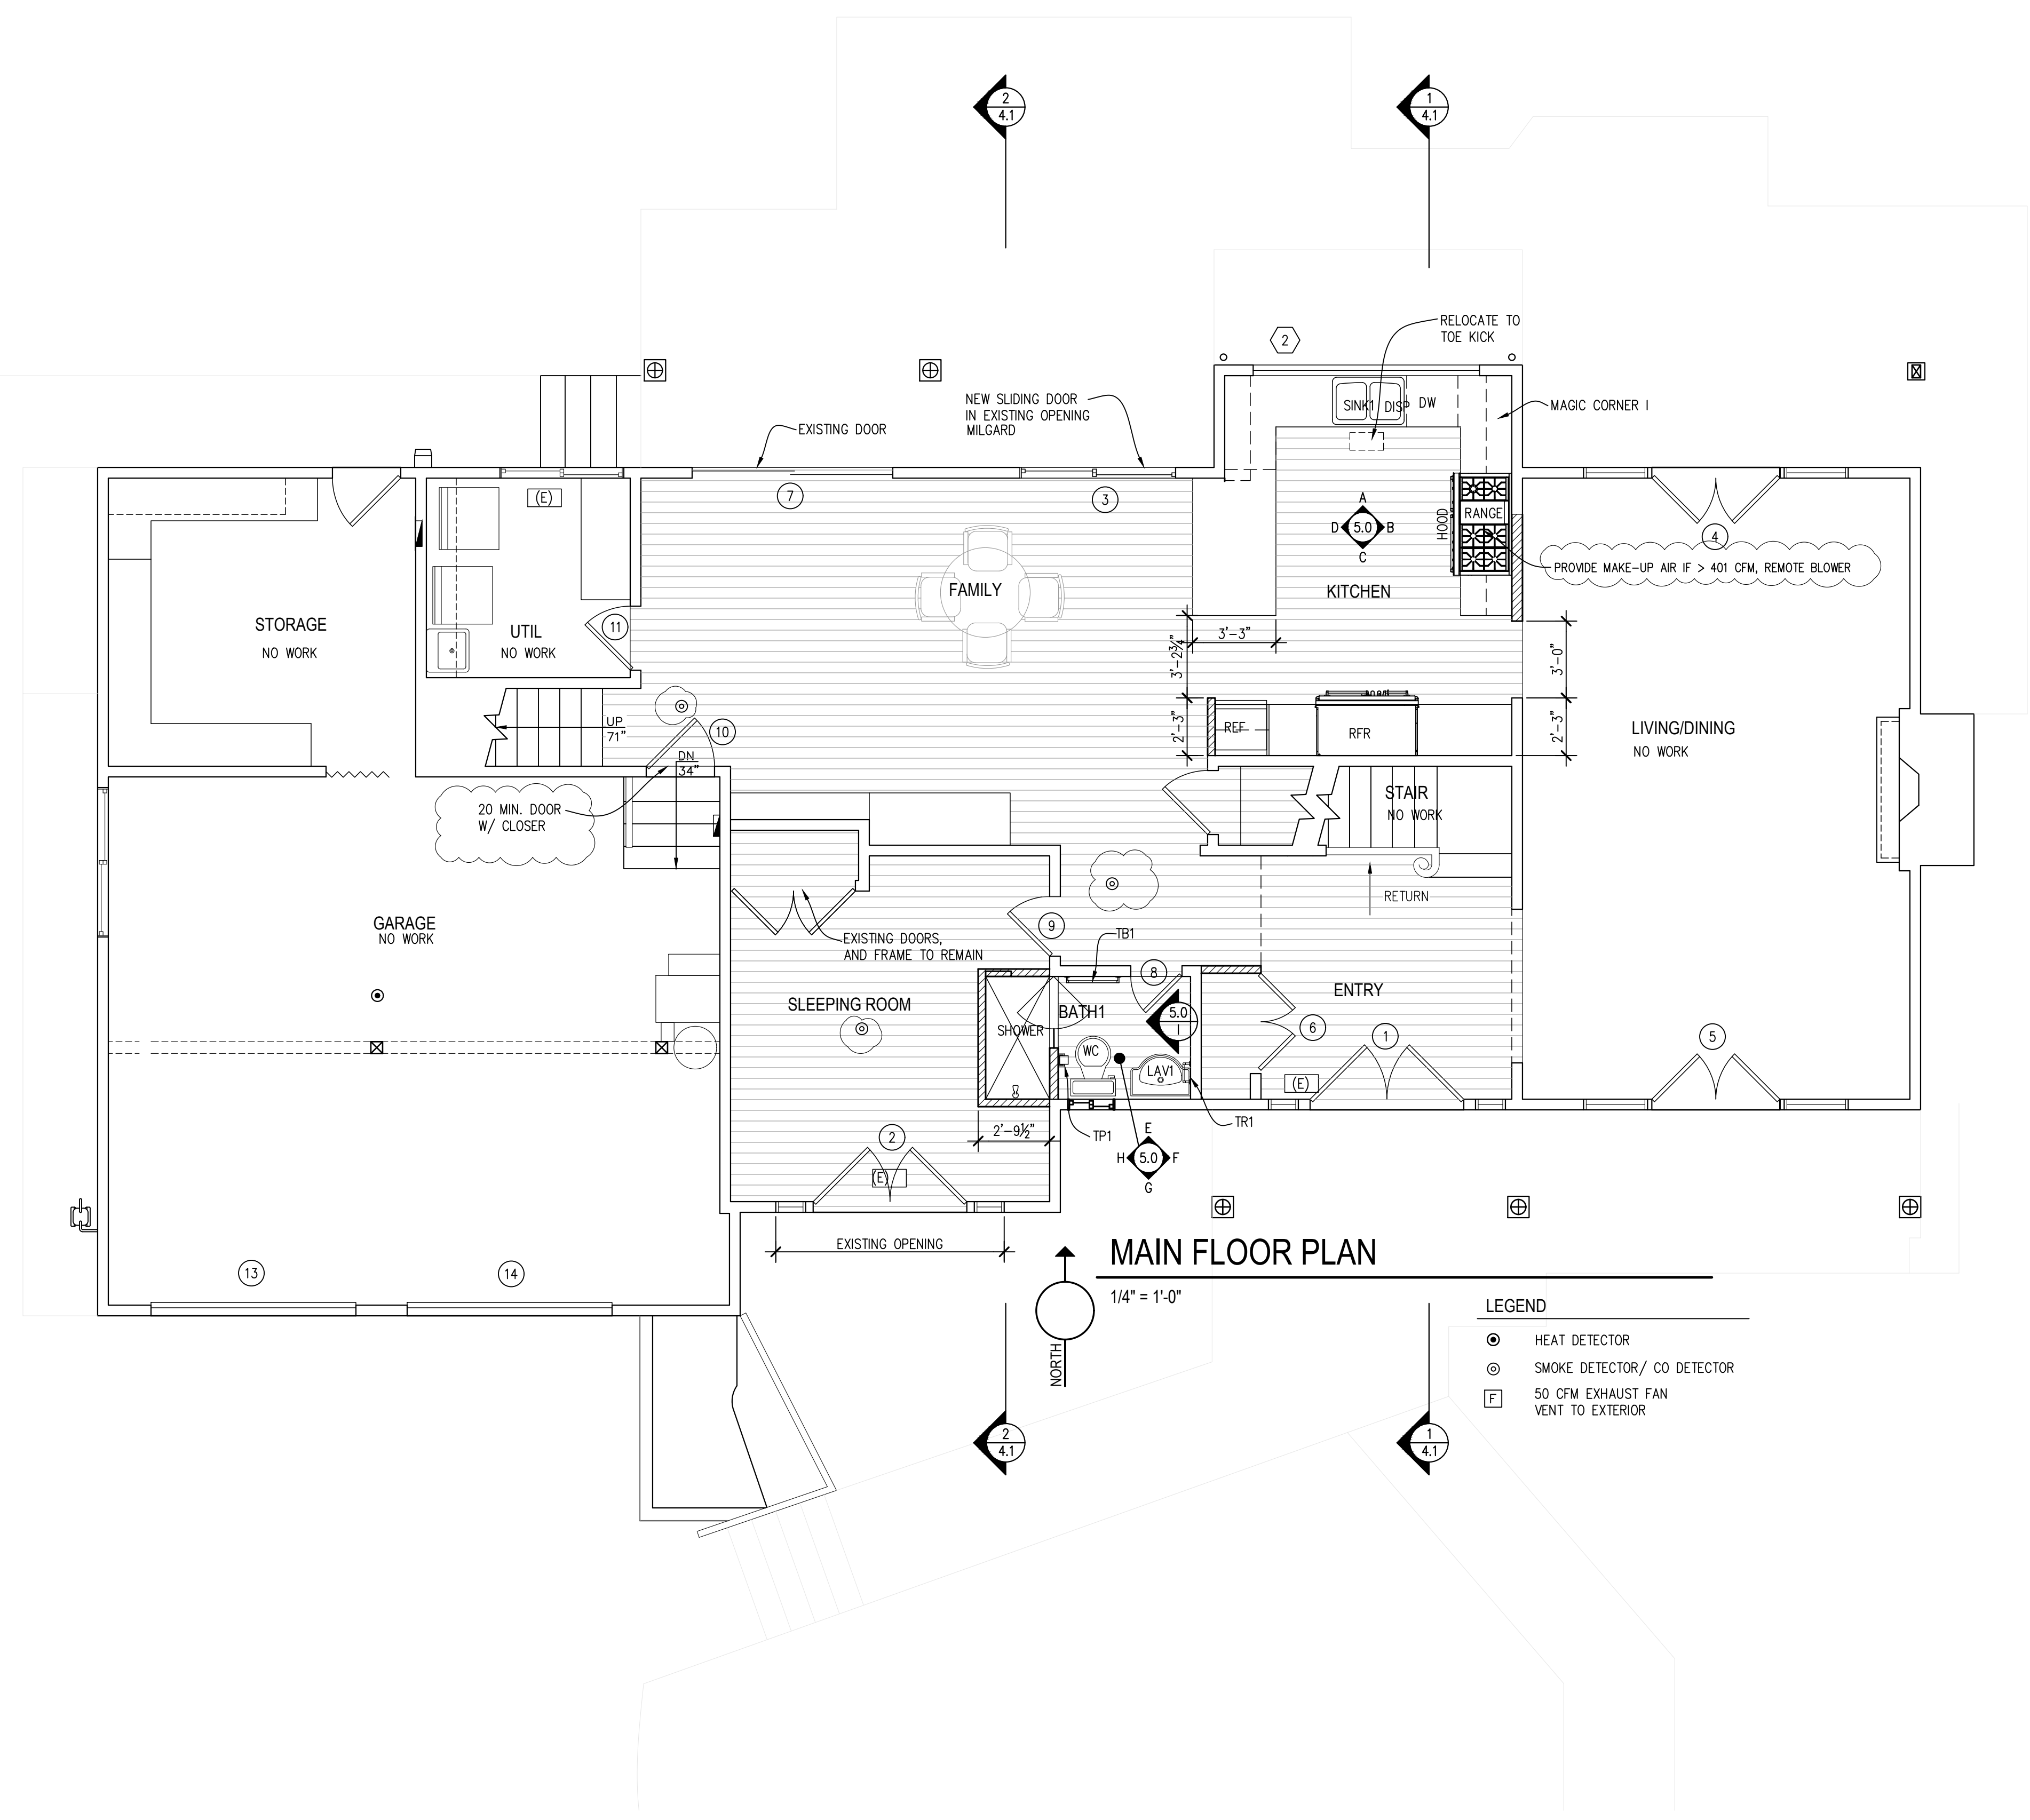 2
4.1
1
4.1
RELOCATE TO
TOE KICK
2
NEW SLIDING DOOR
IN EXISTING OPENING
MILGARD
EXISTING DOOR
SINK1
DISP
DW
MAGIC CORNER I
(E)
7
3
A
D
5.0
B
C
HOOD
RANGE
4
PROVIDE MAKE-UP AIR IF > 401 CFM, REMOTE BLOWER
FAMILY
KITCHEN
STORAGE
NO WORK
UTIL
NO WORK
11
3'-3"
3'-2¾"
3'-0"
UP
71"
10
DN
34"
2'-3"
REF
RFR
2'-3"
LIVING/DINING
NO WORK
20 MIN. DOOR
W/ CLOSER
STAIR
NO WORK
RETURN
GARAGE
NO WORK
EXISTING DOORS,
AND FRAME TO REMAIN
9
TB1
8
SLEEPING ROOM
BATH1
SHOWER
5.0
I
ENTRY
6
1
5
WC
LAV1
(E)
2'-9½"
TP1
TR1
E
H
5.0
F
G
2
(E)
EXISTING OPENING
13
14
MAIN FLOOR PLAN
1/4" = 1'-0"
NORTH
LEGEND
HEAT DETECTOR
SMOKE DETECTOR/ CO DETECTOR
F
50 CFM EXHAUST FAN
VENT TO EXTERIOR
2
4.1
1
4.1